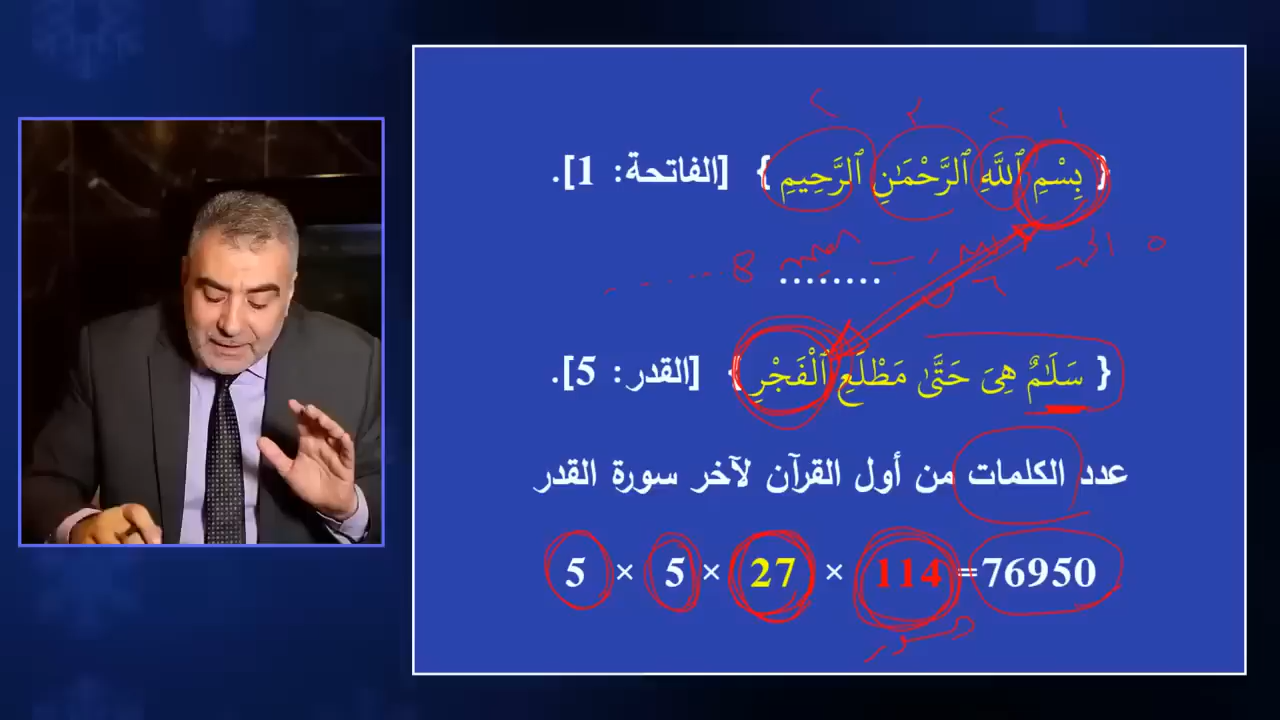 { بِسْمِ ٱللَّهِ ٱلرَّحْمَـٰنِ ٱلرَّحِيمِ } [الفاتحة: 1].
........
{ سَلَـٰمٌ هِىَ حَتَّىٰ مَطْلَعِ ٱلْفَجْرِ } [القدر: 5].
عدد الكلمات من أول القرآن لآخر سورة القدر
76950= 114 × 27 × 5 × 5